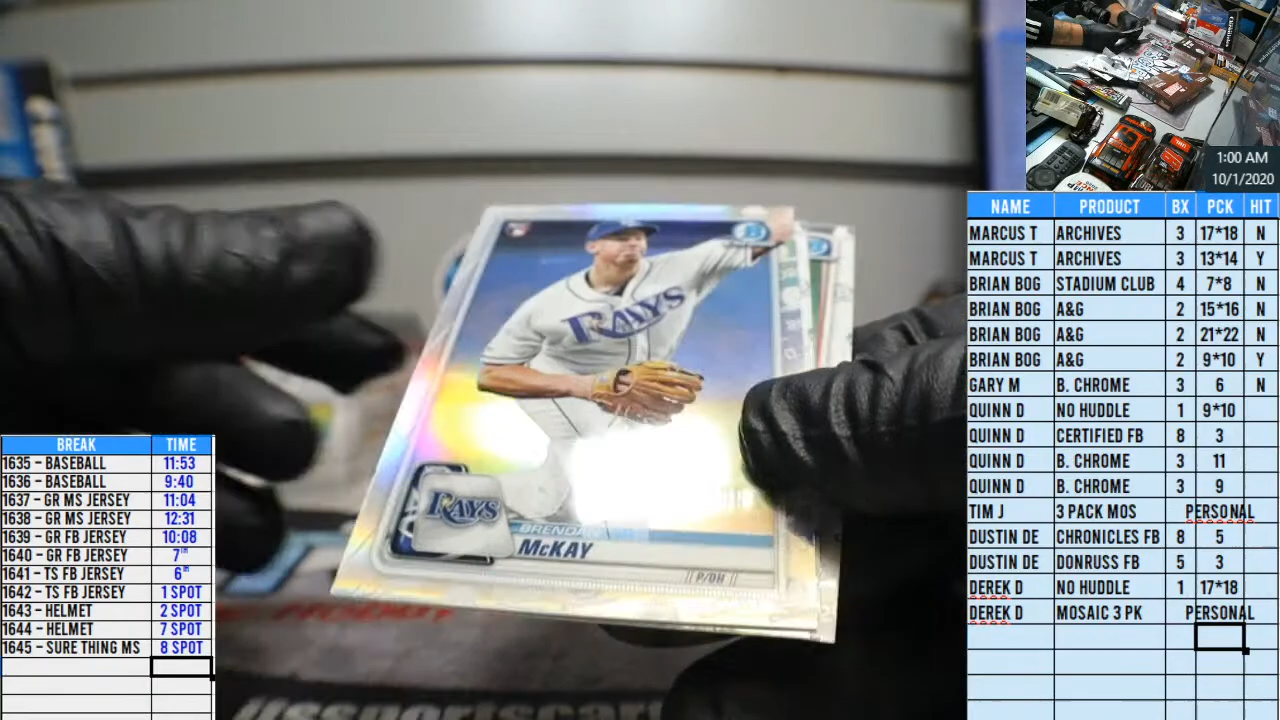 1:00 AM
10/1/2020
NAME PRODUCT BX PCK HIT
MARCUS T ARCHIVES 3 17*18 N
MARCUS T ARCHIVES 3 13*14 Y
BRIAN BOG STADIUM CLUB 4 7*8 N
BRIAN BOG A&G 2 15*16 N
BRIAN BOG A&G 2 21*22 N
BRIAN BOG A&G 2 9*10 Y
GARY M B. CHROME 3 6 N
QUINN D NO HUDDLE 1 9*10
QUINN D CERTIFIED FB 8 3
QUINN D B. CHROME 3 11
QUINN D B. CHROME 3 9
TIM J 3 PACK MOS PERSONAL
DUSTIN DE CHRONICLES FB 8 5
DUSTIN DE DONRUSS FB 5 3
DEREK D NO HUDDLE 1 17*18
DEREK D MOSAIC 3 PK PERSONAL
BREAK TIME
1635 - BASEBALL 11:53
1636 - BASEBALL 9:40
1637 - GR MS JERSEY 11:04
1638 - GR MS JERSEY 12:31
1639 - GR FB JERSEY 10:08
1640 - GR FB JERSEY 7TH
1641 - TS FB JERSEY 6TH
1642 - TS FB JERSEY 1 SPOT
1643 - HELMET 2 SPOT
1644 - HELMET 7 SPOT
1645 - SURE THING MS 8 SPOT
RAYS
RAYS
BRENDAN
McKAY
P/DH